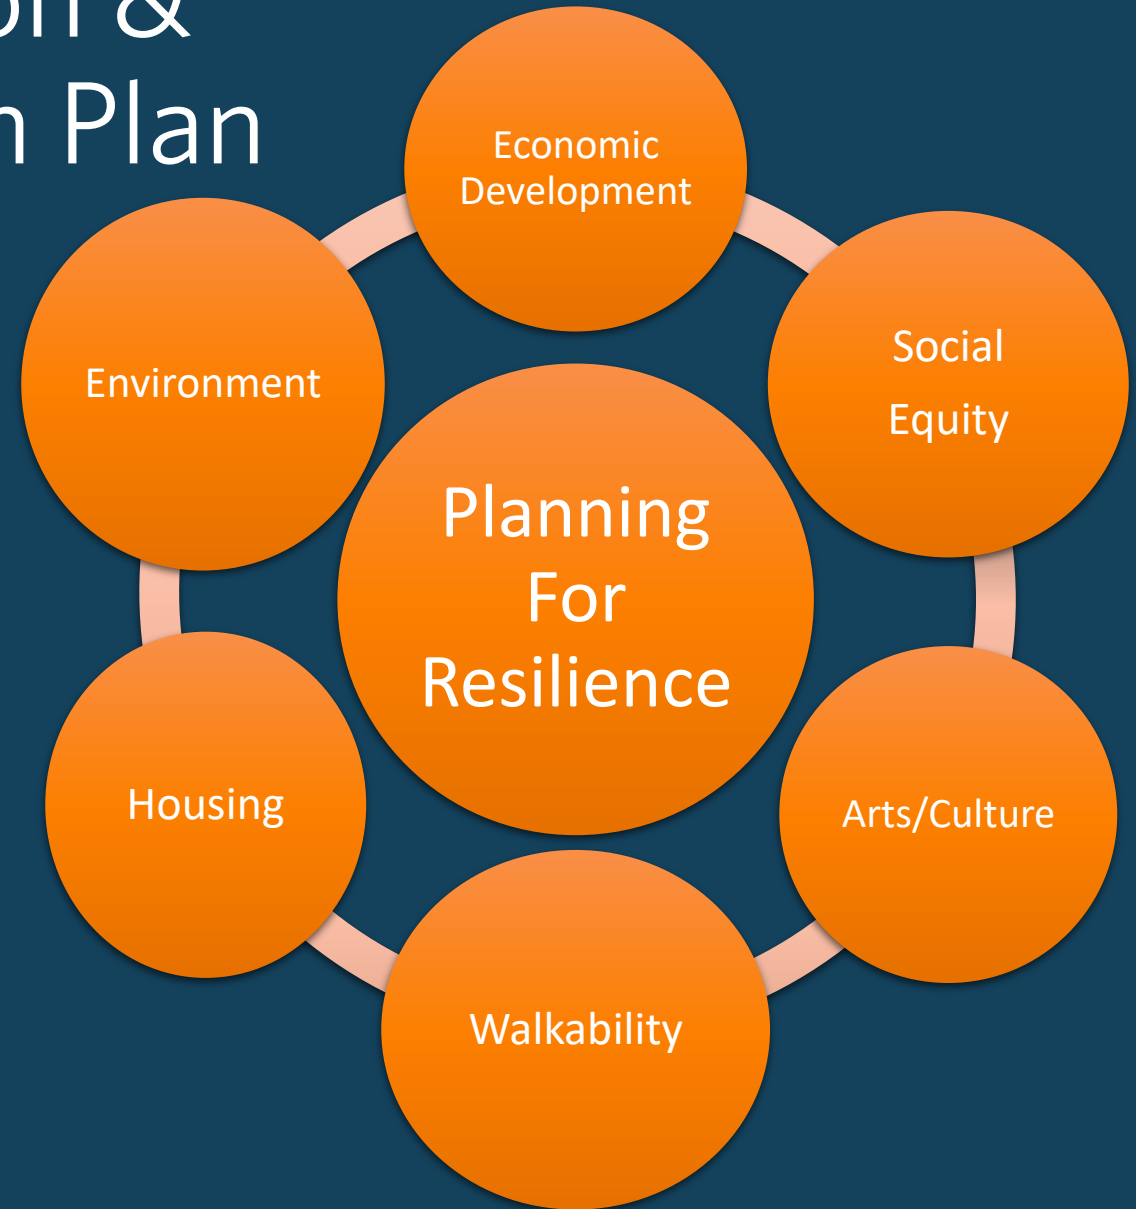 &
Plan
Economic
Development
Environment
Social
Equity
Planning
For
Resilience
Housing
Arts/Culture
Walkability